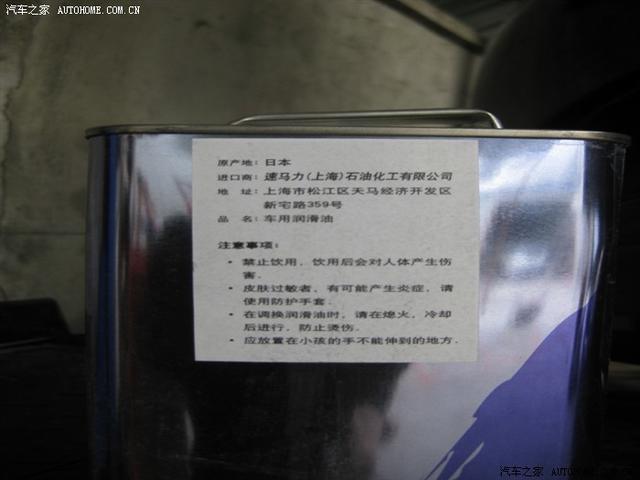 汽车之家 AUTOHOME.COM.CN
原产地：日本
进口商：速马力(上海)石油化工有限公司
地 址：上海市松江区天马经济开发区
新宅路359号
品 名：车用润滑油
注意事项：
• 禁止饮用，饮用后会对人体产生伤
害．
• 皮肤过敏者，有可能产生炎症，请
使用防护手套．
• 在调换润滑油时，请在熄火，冷却
后进行，防止烫伤．
• 应放置在小孩的手不能伸到的地方．
汽车之家 AUTOHOME.COM.CN